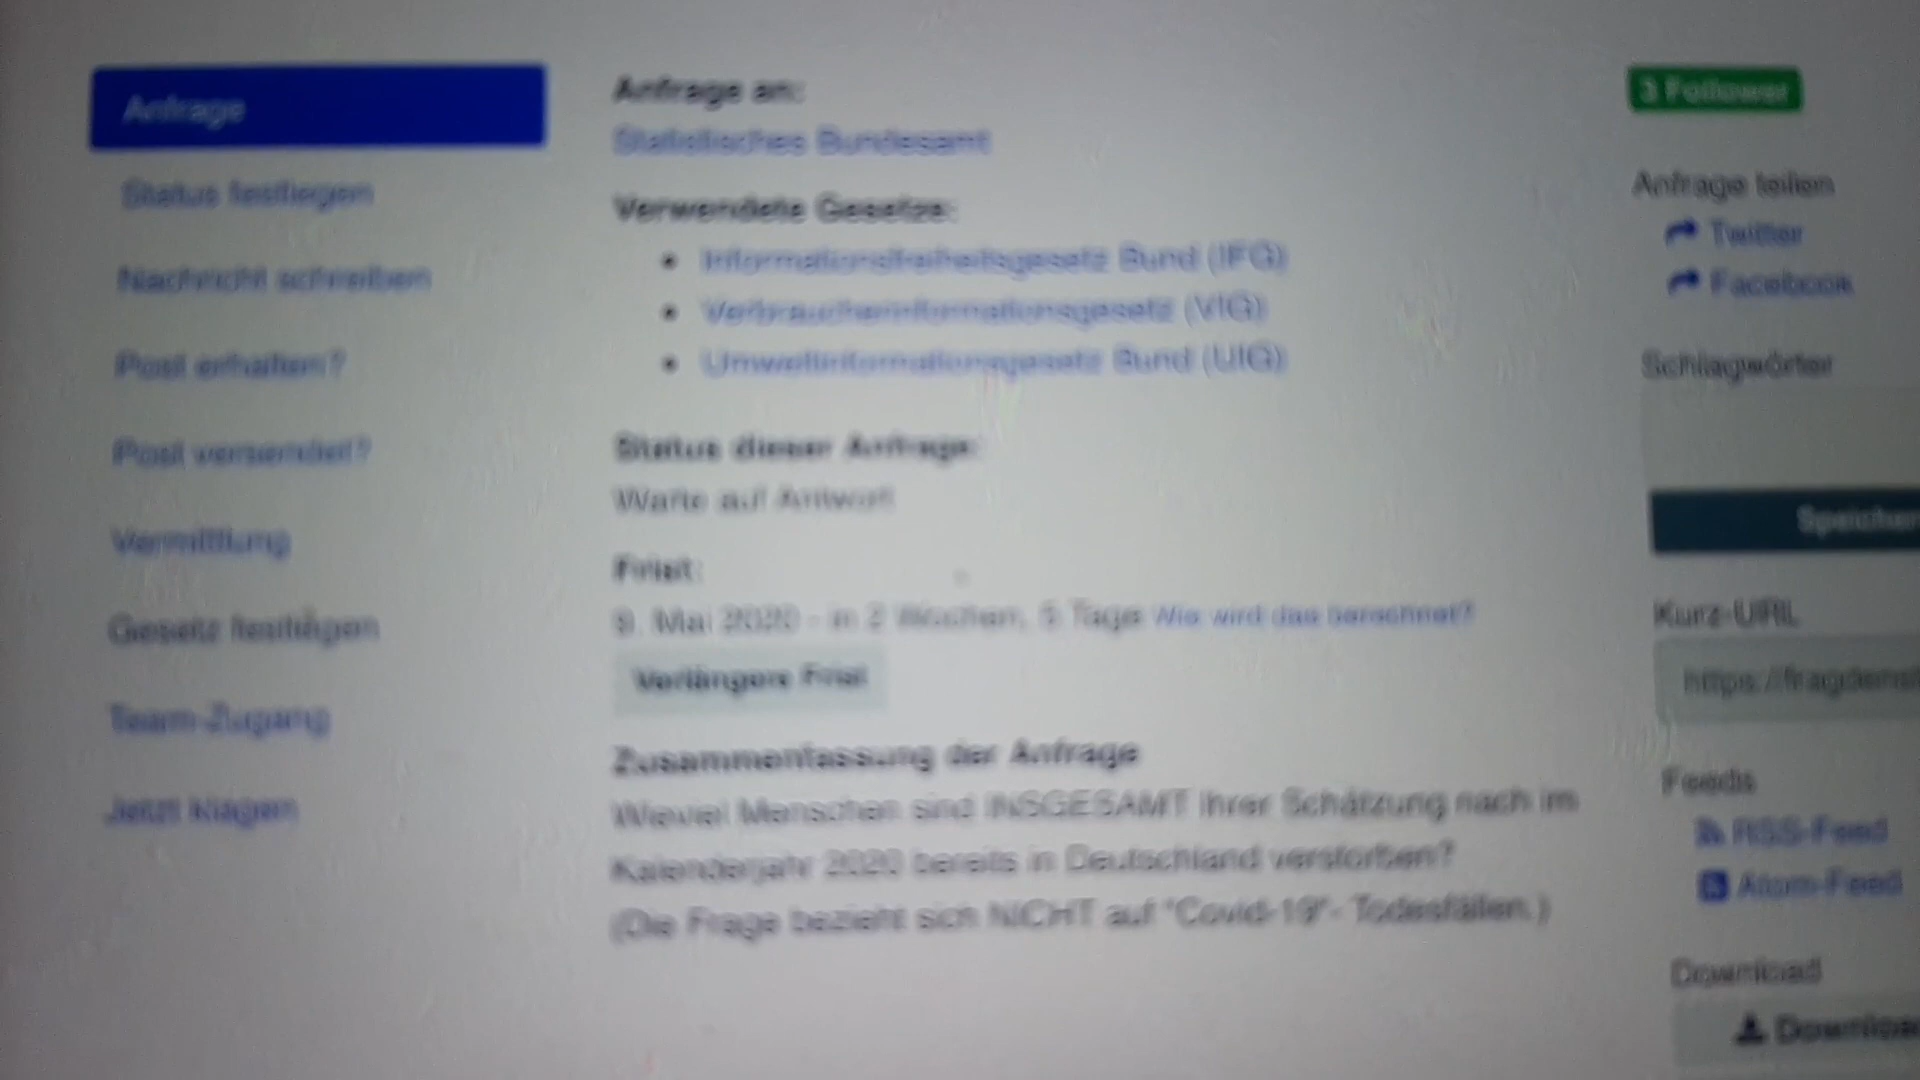 Anfrage
Status festlegen
Nachricht schreiben
Post erhalten?
Post versendet?
Vermittlung
Gesetz festlegen
Team-Zugang
Jetzt klagen
Anfrage an:
Statistisches Bundesamt
Verwendete Gesetze:
Informationsfreiheitsgesetz Bund (IFG)
Verbraucherinformationsgesetz (VIG)
Umweltinformationsgesetz Bund (UIG)
Status dieser Anfrage:
Warte auf Antwort
Frist:
9. Mai 2020 - in 2 Wochen, 5 Tage Wie wird das berechnet?
Verlängere Frist
Zusammenfassung der Anfrage
Wieviel Menschen sind INSGESAMT Ihrer Schätzung nach im
Kalenderjahr 2020 bereits in Deutschland verstorben?
(Die Frage bezieht sich NICHT auf "Covid-19"- Todesfällen.)
3 Follower
Anfrage teilen
Twitter
Facebook
Schlagwörter
Speichern
Kurz-URL
https://fragdenst
Feeds
RSS-Feed
Atom-Feed
Download
Download